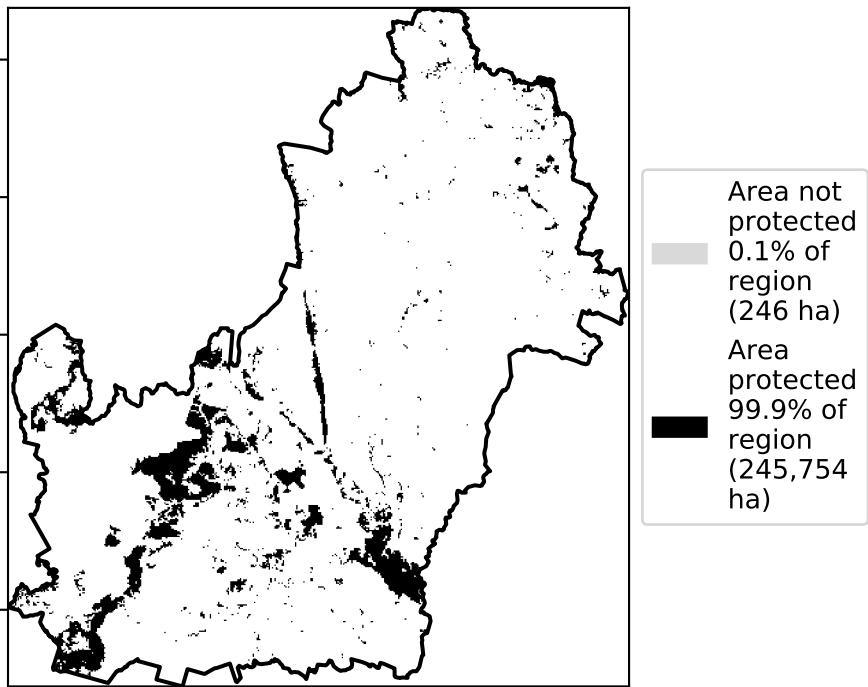 Area not
protected
0.1% of
region
(246 ha)
Area
protected
99.9% of
region
(245,754
ha)